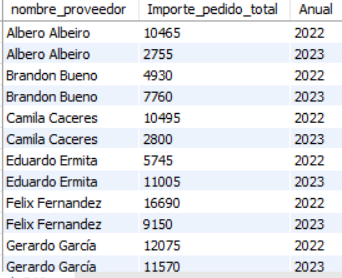 nombre_proveedor Importe_pedido_total Anual
Albero Albeiro 10465 2022
Albero Albeiro 2755 2023
Brandon Bueno 4930 2022
Brandon Bueno 7760 2023
Camila Caceres 10495 2022
Camila Caceres 2800 2023
Eduardo Ermita 5745 2022
Eduardo Ermita 11005 2023
Felix Fernandez 16690 2022
Felix Fernandez 9150 2023
Gerardo García 12075 2022
Gerardo García 11570 2023